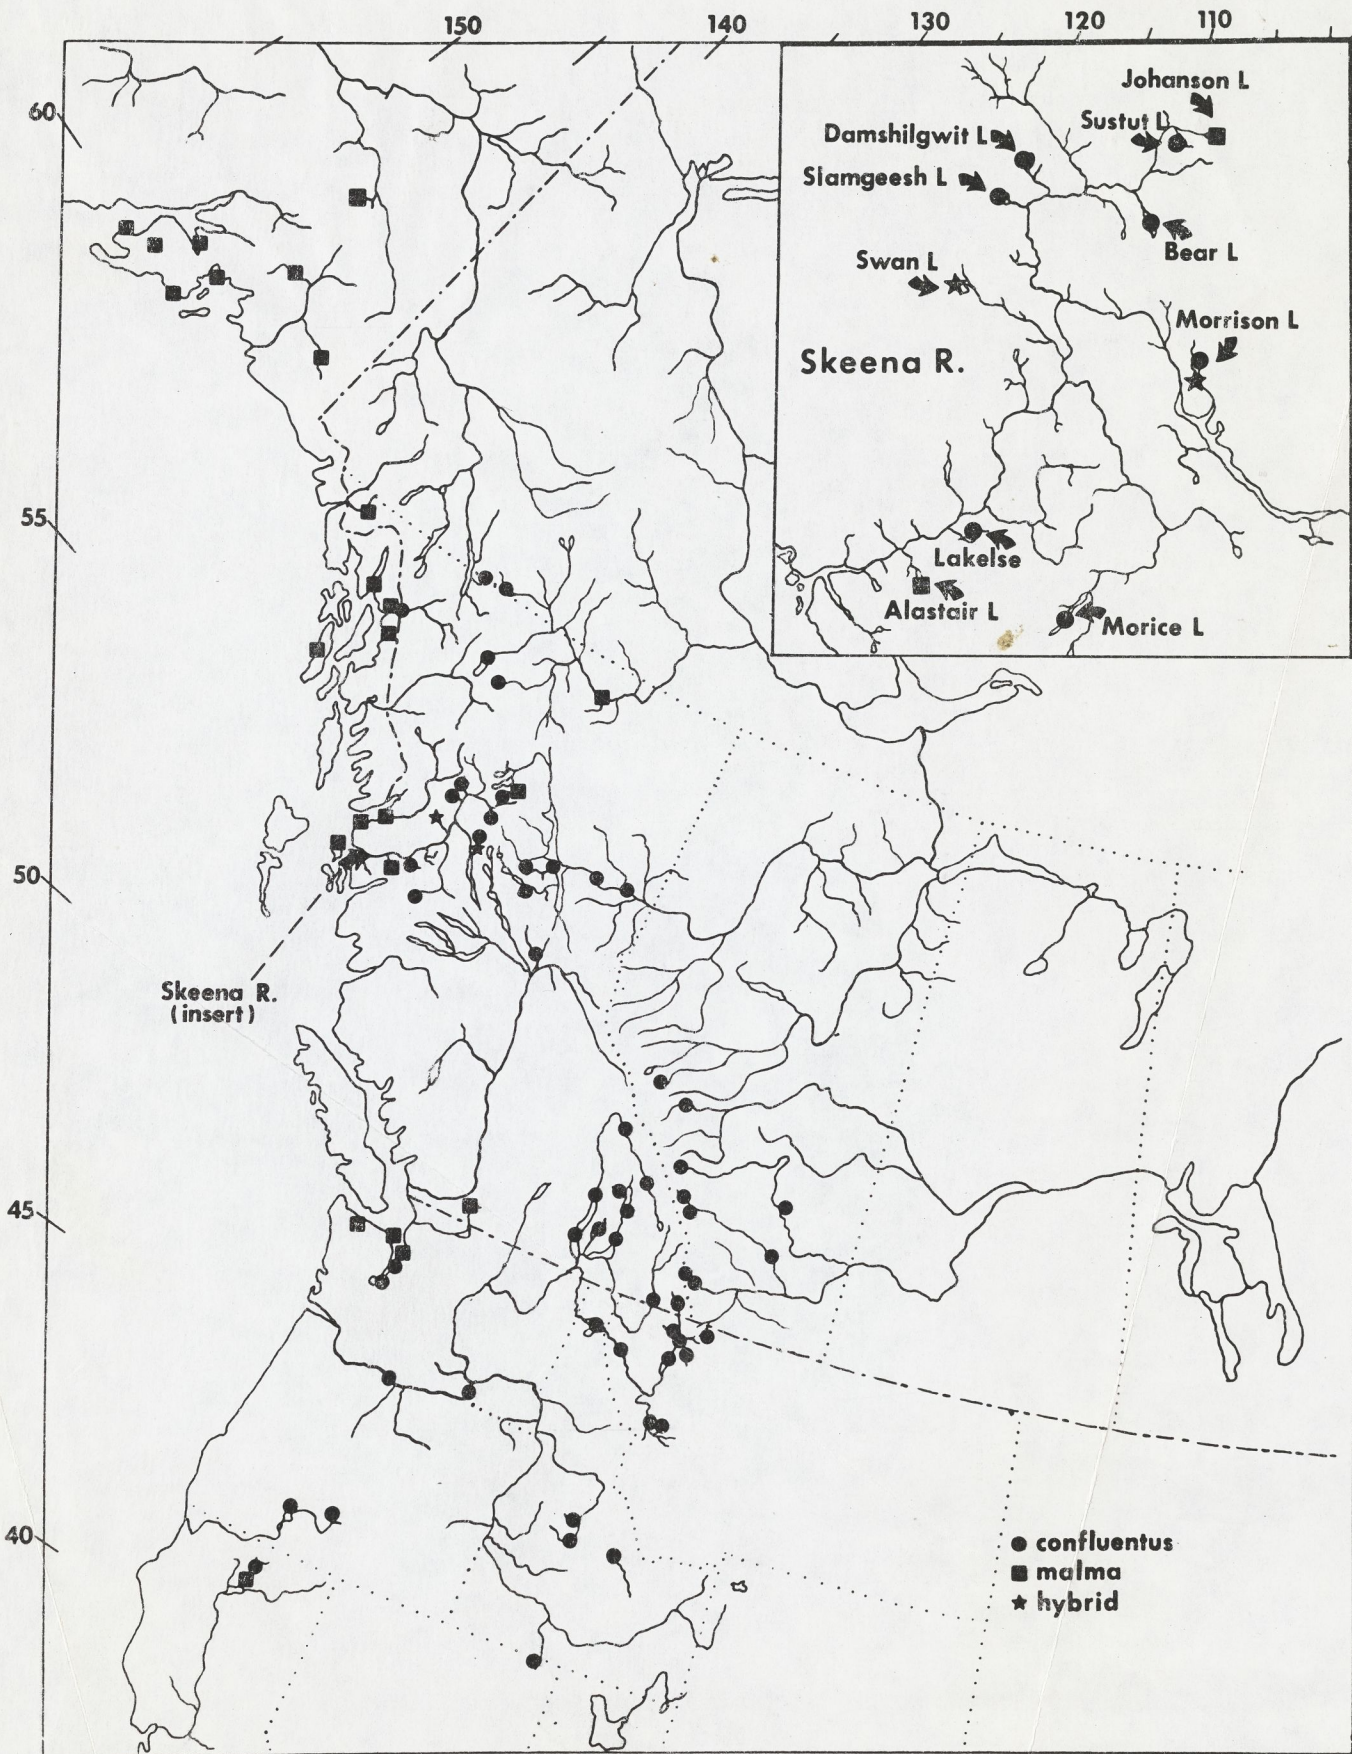 150
140
130
120
110
60
55
50
45
40
Johanson L
Sustut L
Damshilgwit L
Slamgeesh L
Bear L
Swan L
Morrison L
Skeena R.
Lakelse
Alastair L
Morice L
Skeena R.
(insert)
confluentus
malma
hybrid